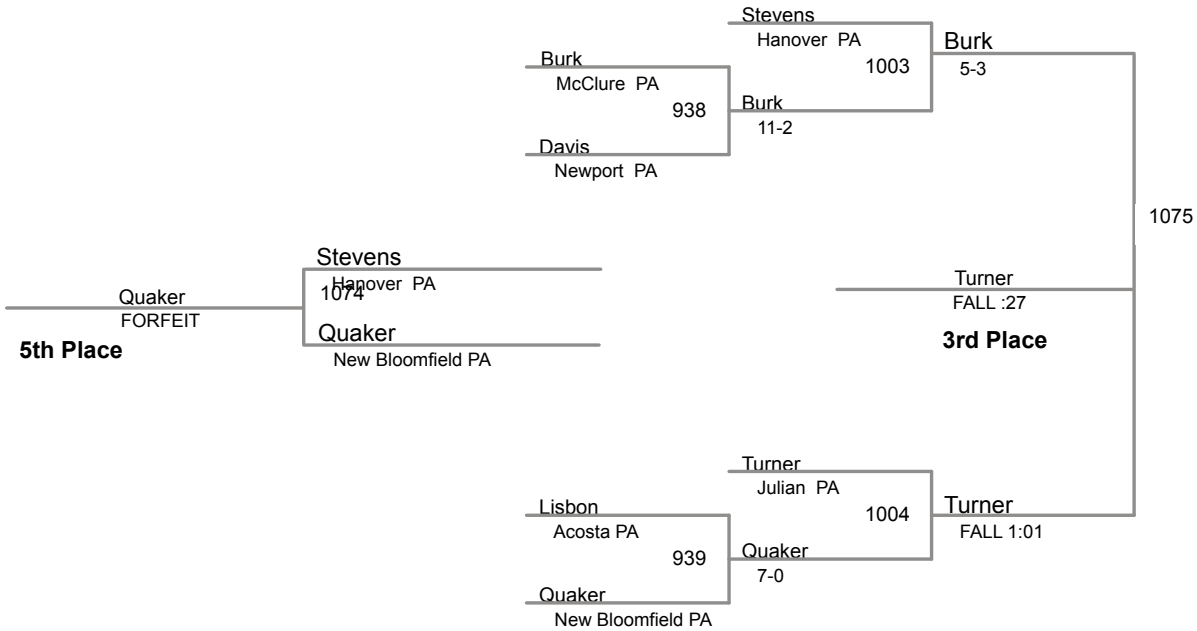 Stevens
Hanover PA
1003
Burk
5-3
Burk
McClure PA
938
Burk
11-2
Davis
Newport PA
1075
Stevens
Hanover PA
1074
Quaker
FORFEIT
5th Place
Quaker
New Bloomfield PA
Turner
FALL :27
3rd Place
Turner
Julian PA
1004
Turner
FALL 1:01
Lisbon
Acosta PA
939
Quaker
7-0
Quaker
New Bloomfield PA